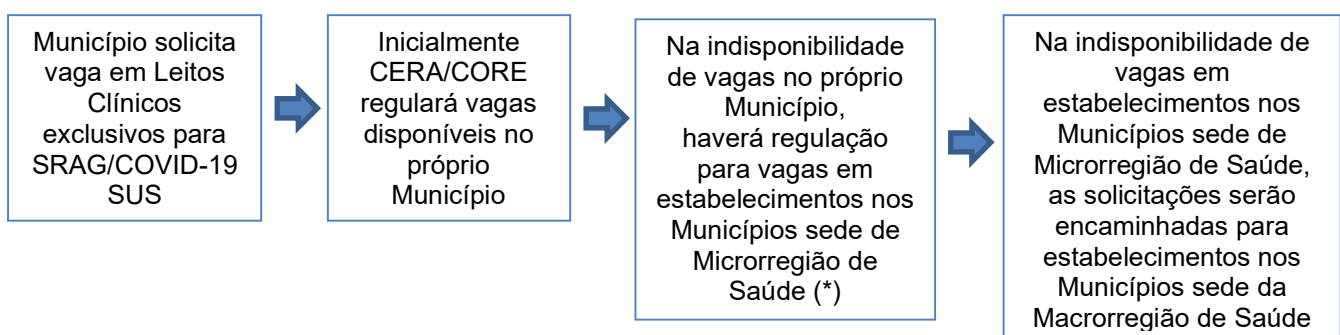 Município solicita
vaga em Leitos
Clínicos
exclusivos para
SRAG/COVID-19
SUS
Inicialmente
CERA/CORE
regulará vagas
disponíveis no
próprio
Município
Na indisponibilidade
de vagas no próprio
Município,
haverá regulação
para vagas em
estabelecimentos nos
Municípios sede de
Microrregião de
Saúde (*)
Na indisponibilidade de
vagas em
estabelecimentos nos
Municípios sede de
Microrregião de Saúde,
as solicitações serão
encaminhadas para
estabelecimentos nos
Municípios sede da
Macrorregião de Saúde